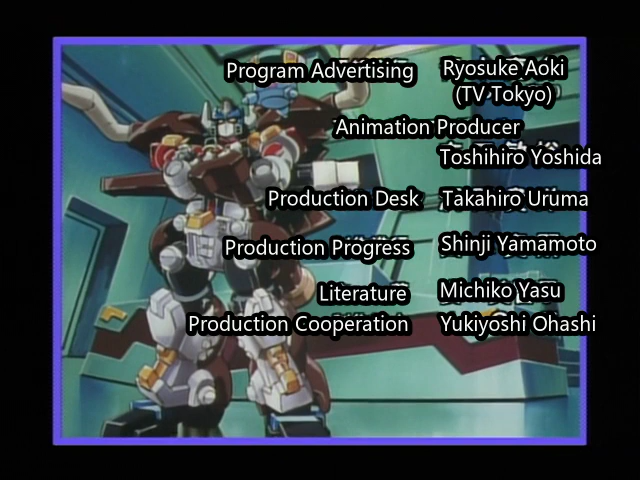 Program Advertising Ryosuke Aoki
(TV Tokyo)
Animation Producer
Toshihiro Yoshida
Production Desk Takahiro Uruma
Production Progress Shinji Yamamoto
Literature Michiko Yasu
Production Cooperation Yukiyoshi Ohashi